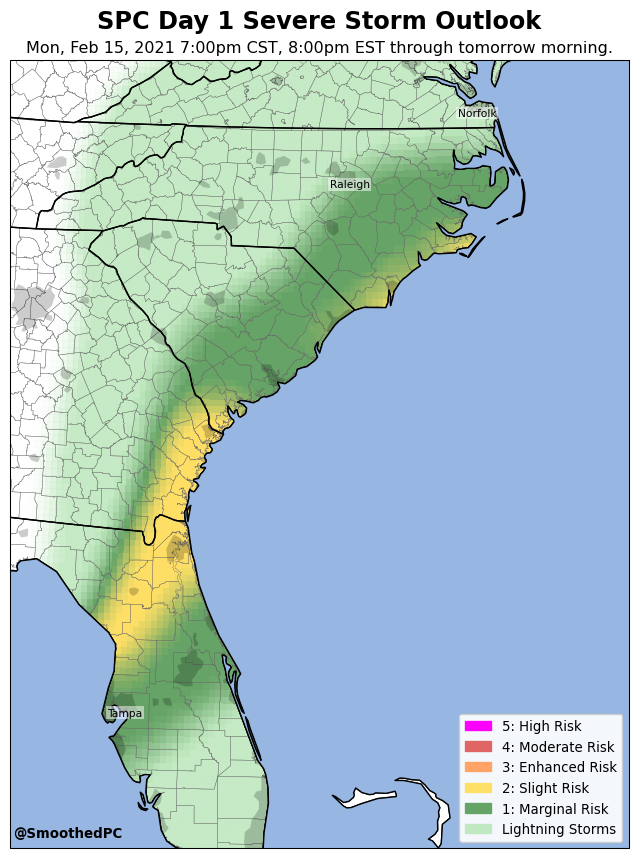 SPC Day 1 Severe Storm Outlook
Mon, Feb 15, 2021 7:00pm CST, 8:00pm EST through tomorrow morning.
Norfolk
Raleigh
Tampa
5: High Risk
4: Moderate Risk
3: Enhanced Risk
2: Slight Risk
1: Marginal Risk
Lightning Storms
@SmoothedPC